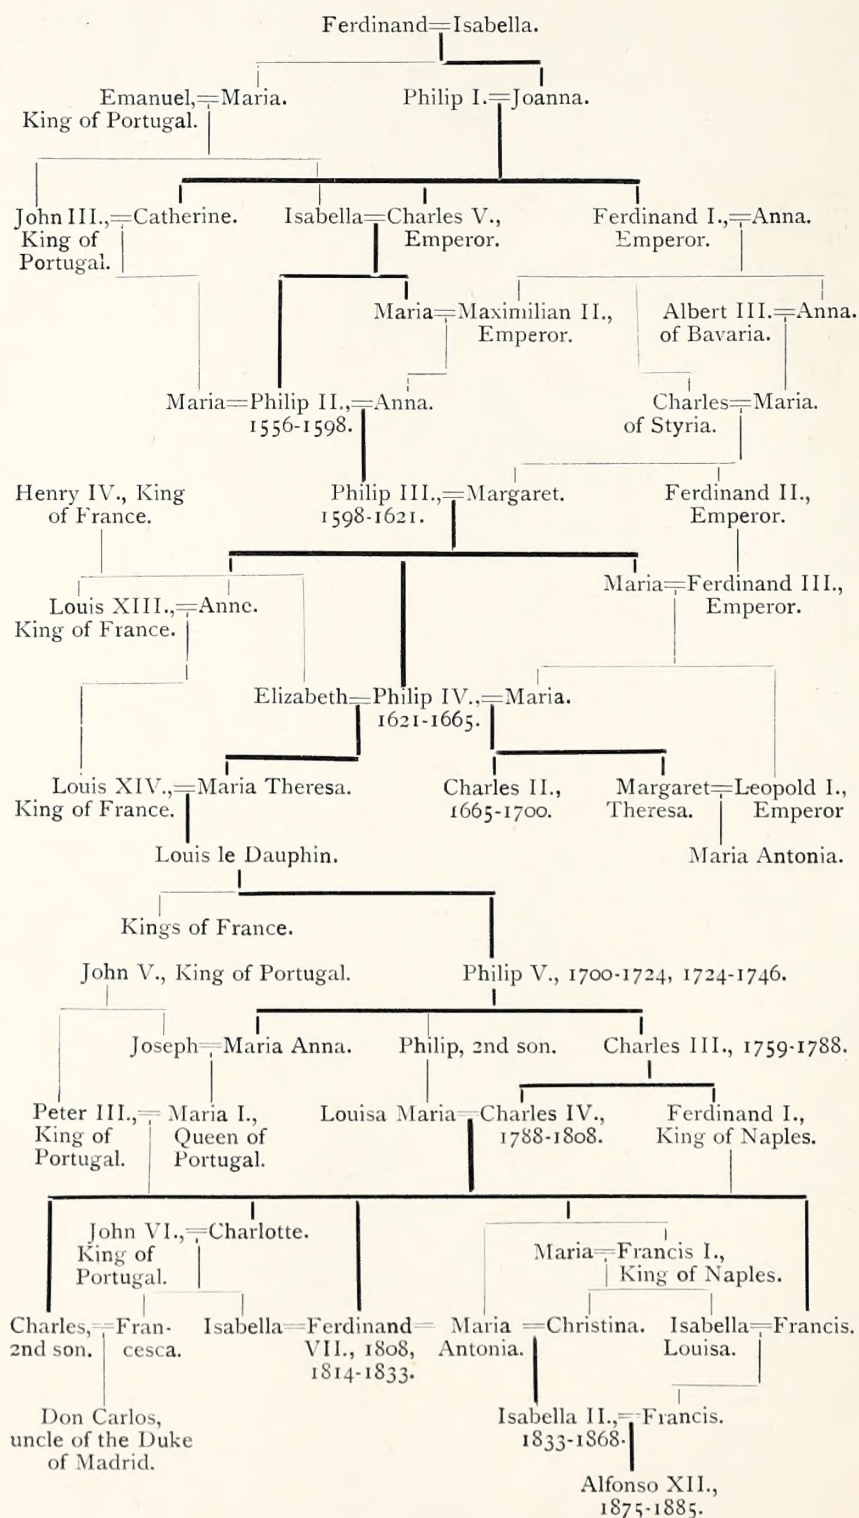 Ferdinand=Isabella.
Emanuel,=Maria. Philip I.=Joanna.
King of Portugal.
John III.,=Catherine. Isabella=Charles V., Ferdinand I.,=Anna.
King of Emperor. Emperor.
Portugal.
Maria=Maximilian II., Albert III.=Anna.
Emperor. of Bavaria.
Maria=Philip II.,=Anna. Charles=Maria.
1556-1598. of Styria.
Henry IV., King Philip III.,=Margaret. Ferdinand II.,
of France. 1598-1621. Emperor.
Maria=Ferdinand III.,
Louis XIII.,=Anne. Emperor.
King of France.
Elizabeth=Philip IV.,=Maria.
1621-1665.
Louis XIV.,=Maria Theresa. Charles II., Margaret=Leopold I.,
King of France. 1665-1700. Theresa. Emperor
Louis le Dauphin. Maria Antonia.
Kings of France.
John V., King of Portugal. Philip V., 1700-1724, 1724-1746.
Joseph=Maria Anna. Philip, 2nd son. Charles III., 1759-1788.
Peter III.,=Maria I., Louisa Maria=Charles IV., Ferdinand I.,
King of Queen of 1788-1808. King of Naples.
Portugal. Portugal.
John VI.,=Charlotte.
King of Maria=Francis I.,
Portugal. King of Naples.
Charles,=Fran- Isabella=Ferdinand= Maria =Christina. Isabella=Francis.
2nd son. cesca. VII., 1808, Antonia. Louisa.
1814-1833.
Don Carlos, Isabella II.,=Francis.
uncle of the Duke 1833-1868.
of Madrid.
Alfonso XII.,
1875-1885.